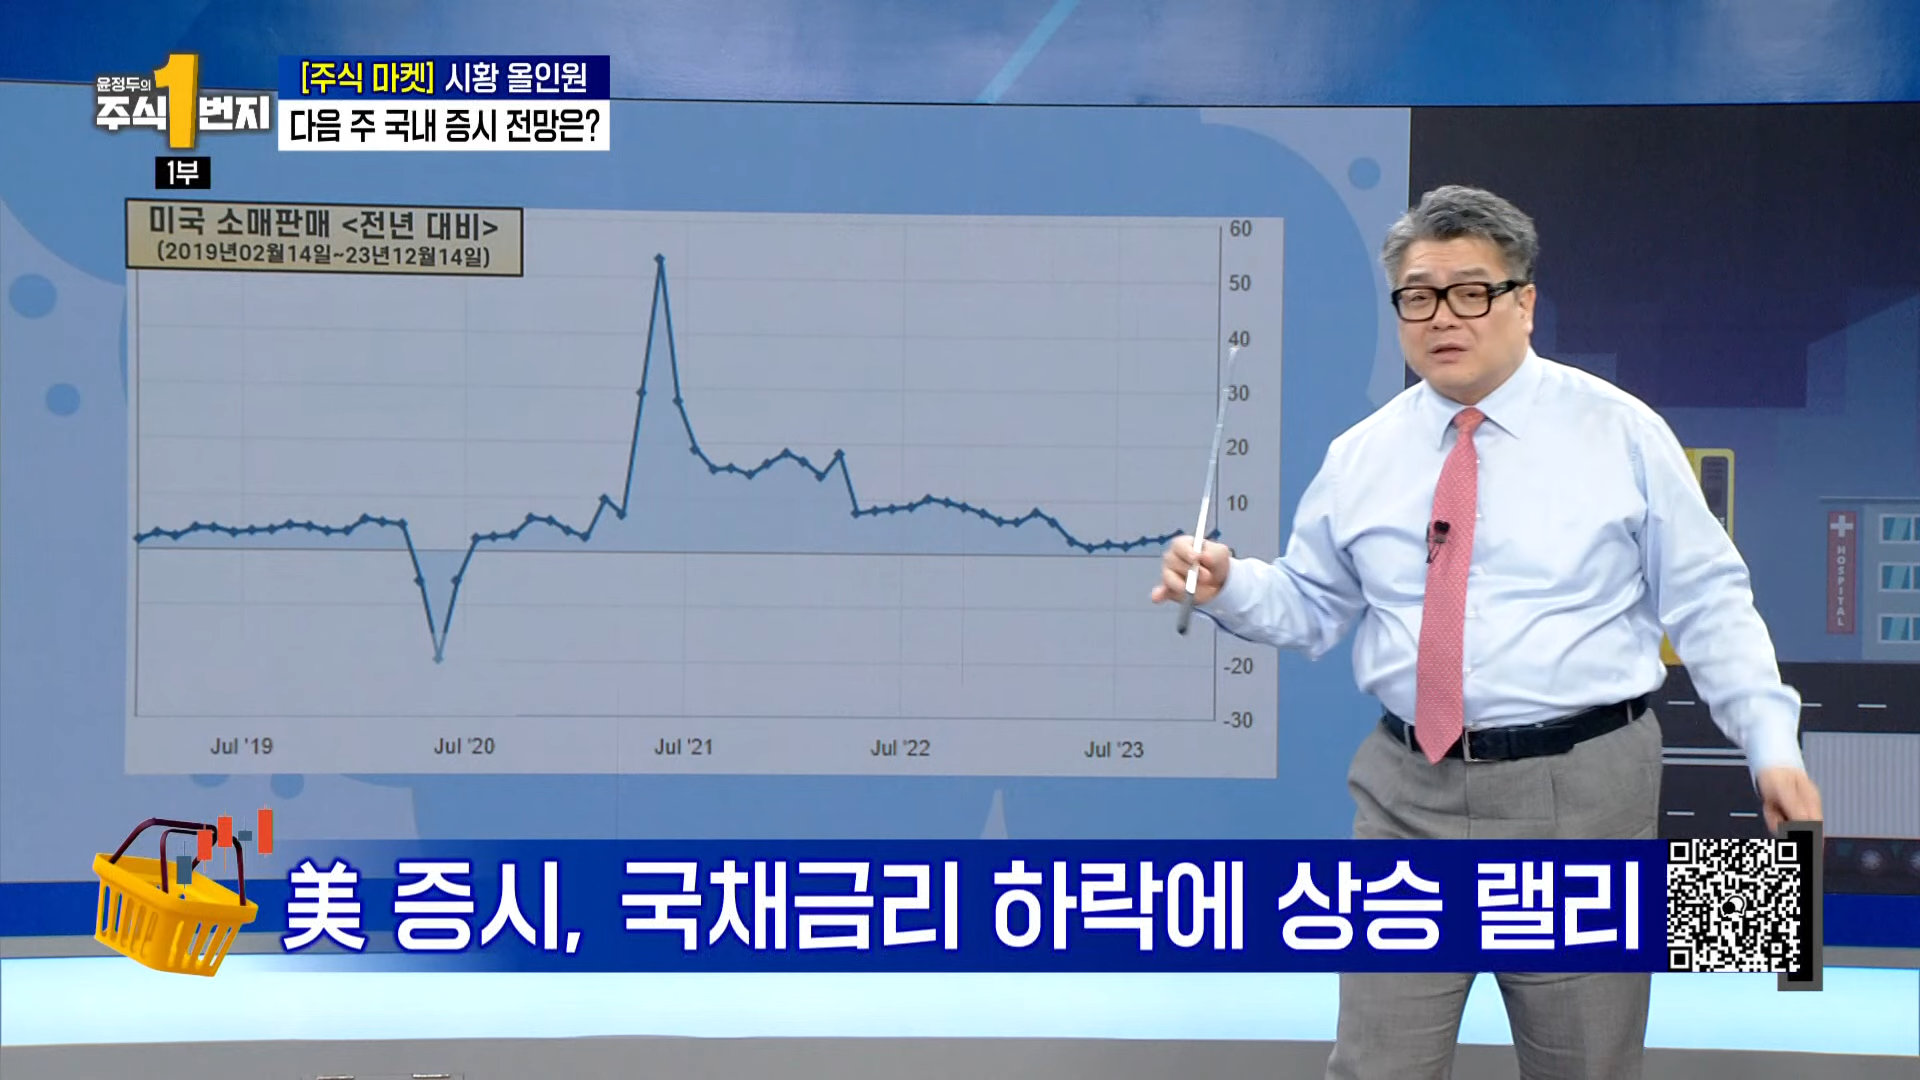 윤정두의
주식1번지
1부
[주식 마켓] 시황 올인원
다음 주 국내 증시 전망은?
미국 소매판매 <전년 대비>
(2019년02월14일~23년12월14일)
60
50
40
30
20
10
-20
-30
Jul '19
Jul '20
Jul '21
Jul '22
Jul '23
HOSPITAL
美 증시, 국채금리 하락에 상승 랠리